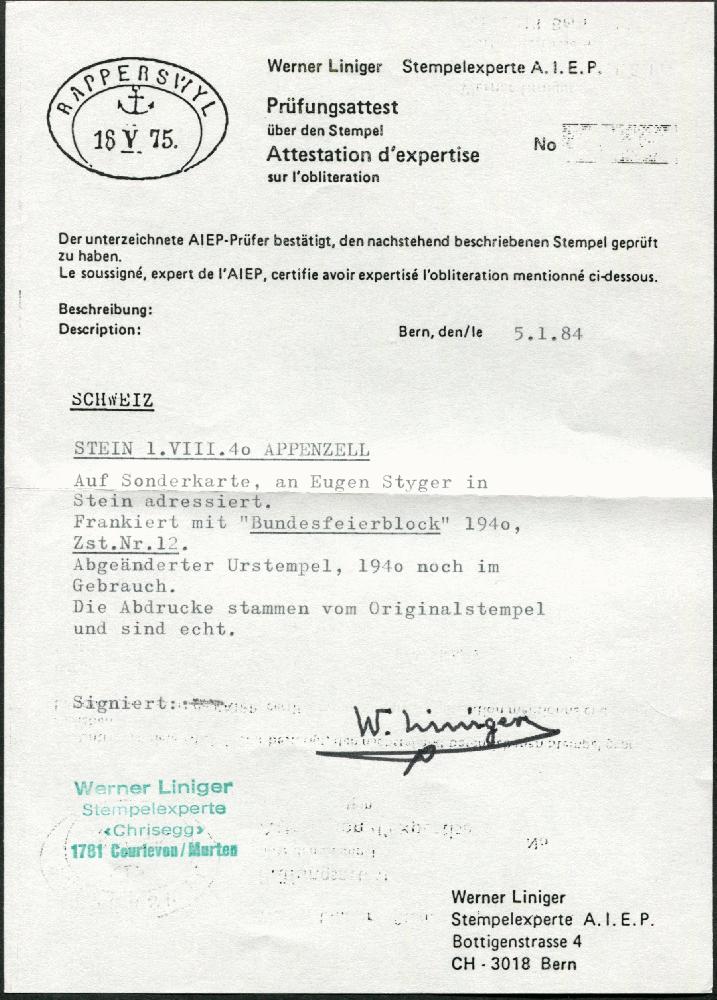 RAPPERSWYL
18 V. 75.
Werner Liniger Stempelexperte A.I.E.P.
Prüfungsattest
über den Stempel
Attestation d'expertise
sur l'obliteration
No
Der unterzeichnete AIEP-Prüfer bestätigt, den nachstehend beschriebenen Stempel geprüft
zu haben.
Le soussigné, expert de l'AIEP, certifie avoir expertisé l'obliteration mentionné ci-dessous.
Beschreibung:
Description:
Bern, den/le 5.1.84
SCHWEIZ
STEIN 1.VIII.4o APPENZELL
Auf Sonderkarte, an Eugen Styger in
Stein adressiert.
Frankiert mit "Bundesfeierblock" 194o,
Zst.Nr.12.
Abgeänderter Urstempel, 194o noch im
Gebrauch.
Die Abdrucke stammen vom Originalstempel
und sind echt.
Signiert:
W. Liniger
Werner Liniger
Stempelexperte
«Chrisegg»
1781 Courlevon/Murten
Werner Liniger
Stempelexperte A.I.E.P.
Bottigenstrasse 4
CH - 3018 Bern